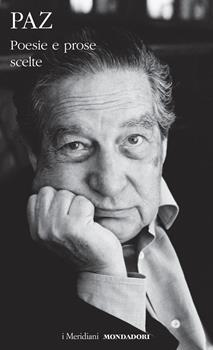 PAZ
Poesie e prose
scelte
i Meridiani MONDADORI